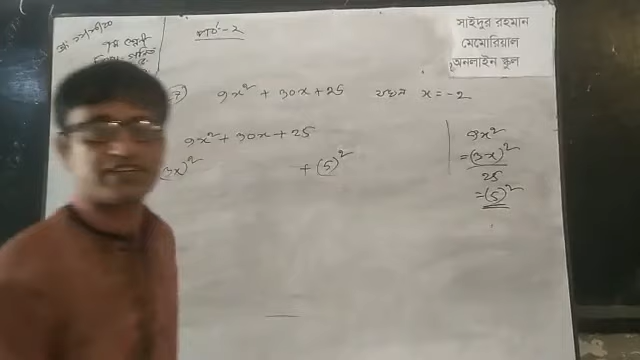 পার্ট-2
সাইদুর রহমান
মেমোরিয়াল
অনলাইন স্কুল
9x² + 30x + 25 যখন x = -2
9x² + 30x + 25
(3x)² + (5)²
9x²
= (3x)²
25
= (5)²